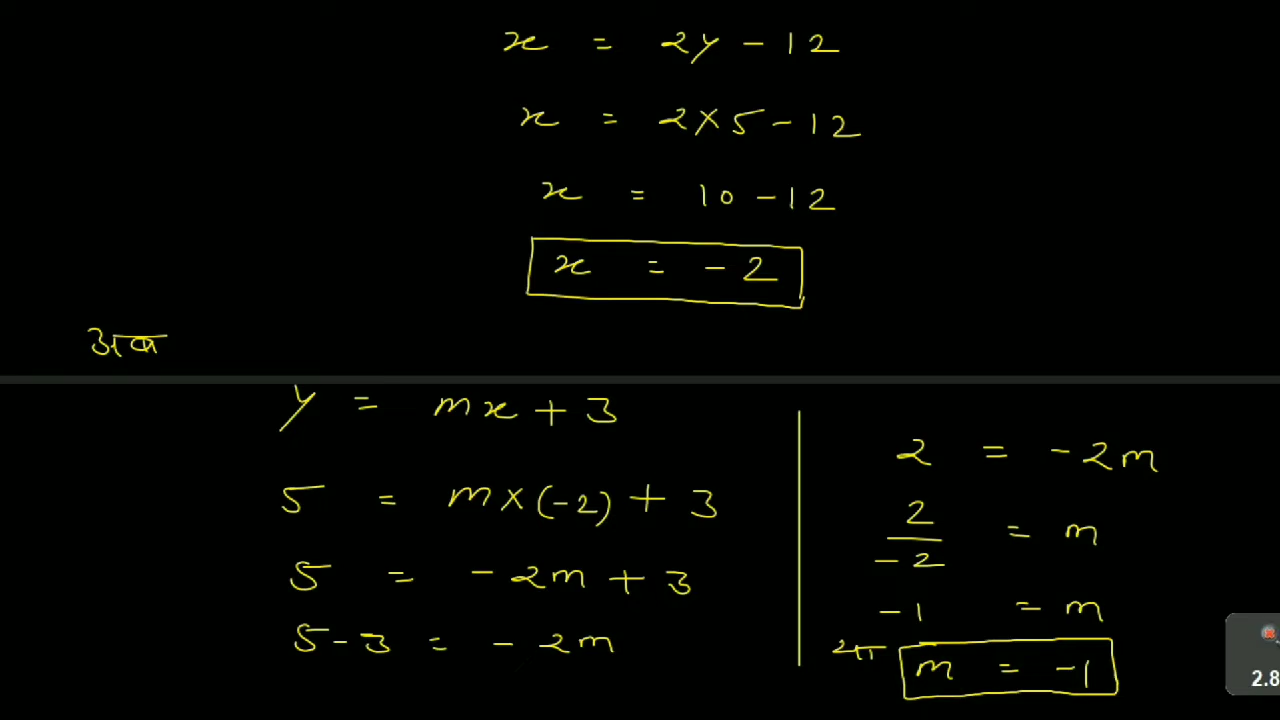 x = 2y - 12
x = 2×5 - 12
x = 10 - 12
x = -2
अब
y = mx + 3
5 = m×(-2) + 3
5 = -2m + 3
5-3 = -2m
2 = -2m
2/-2 = m
-1 = m
या m = -1
2.8